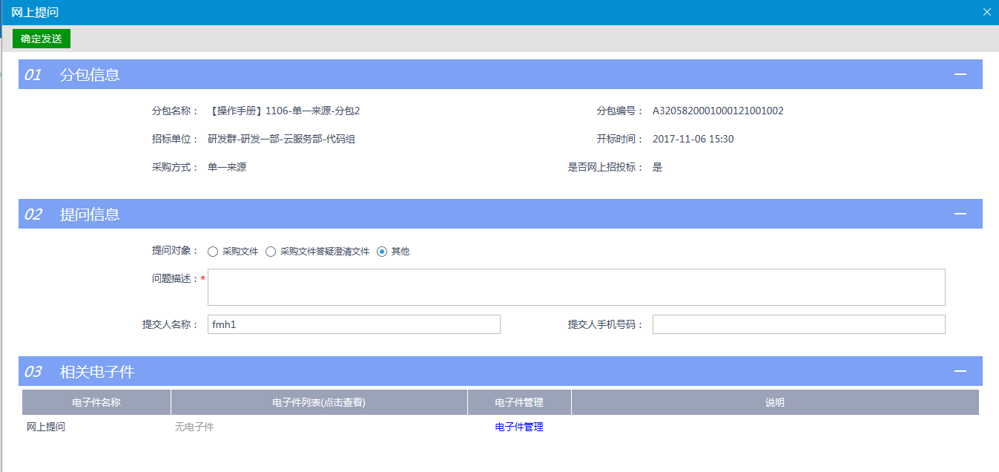 网上提问
确定发送
01 分包信息
分包名称： 【操作手册】1106-单一来源-分包2 分包编号： A3205820001000121001002
招标单位： 研发群-研发一部-云服务部-代码组 开标时间： 2017-11-06 15:30
采购方式： 单一来源 是否网上招投标： 是
02 提问信息
提问对象： 采购文件 采购文件答疑澄清文件 其他
问题描述：*
提交人名称： fmh1 提交人手机号码：
03 相关电子件
电子件名称 电子件列表(点击查看) 电子件管理 说明
网上提问 无电子件 电子件管理